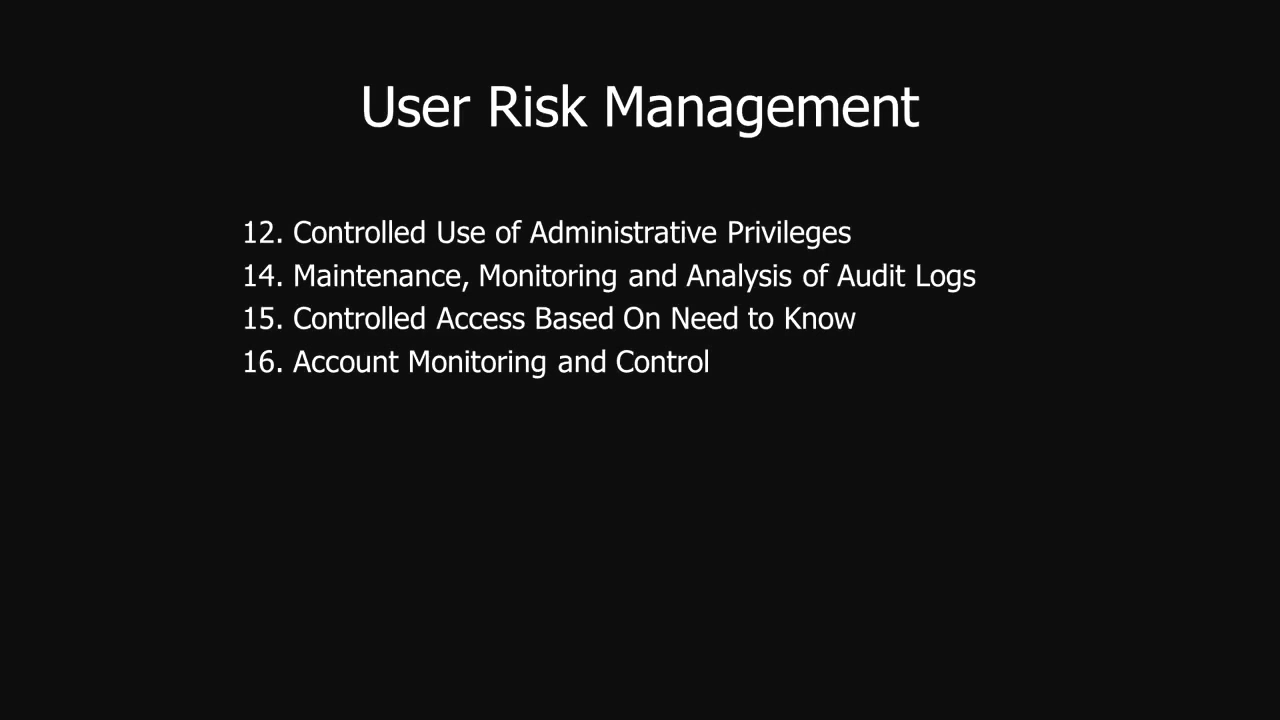 User Risk Management
12. Controlled Use of Administrative Privileges
14. Maintenance, Monitoring and Analysis of Audit Logs
15. Controlled Access Based On Need to Know
16. Account Monitoring and Control